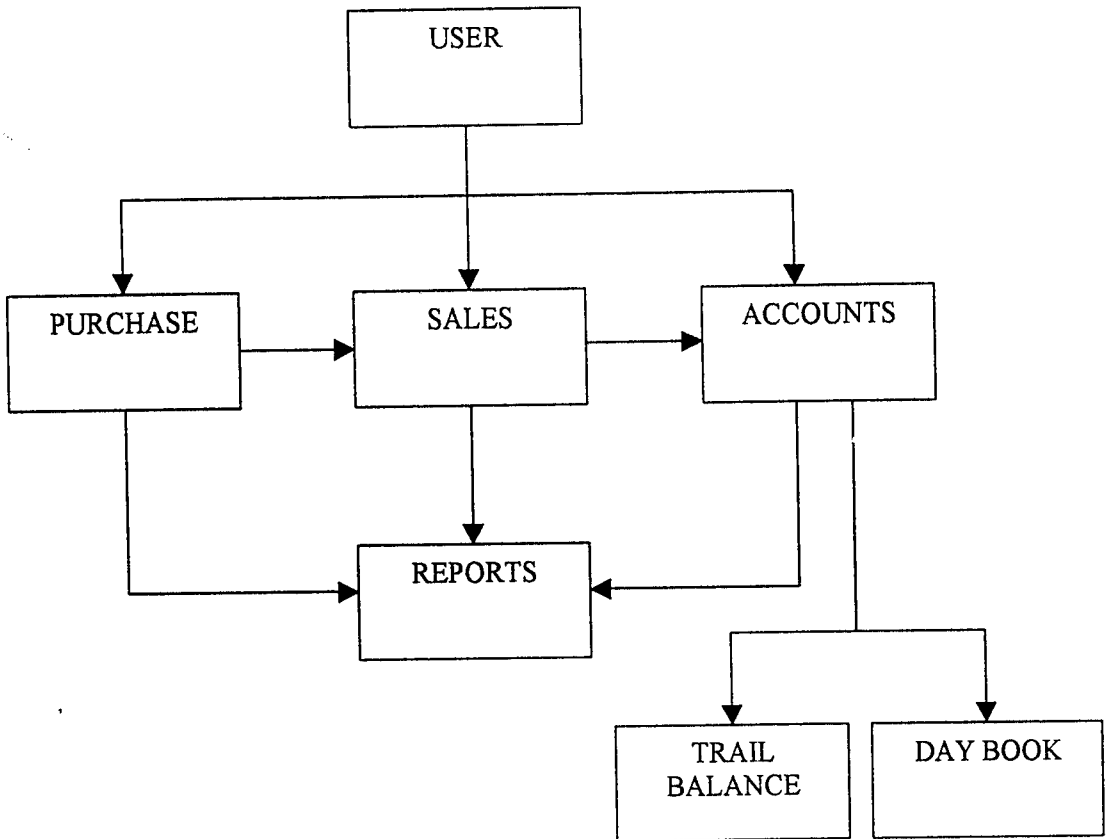 USER
PURCHASE
SALES
ACCOUNTS
REPORTS
TRAIL
BALANCE
DAY BOOK